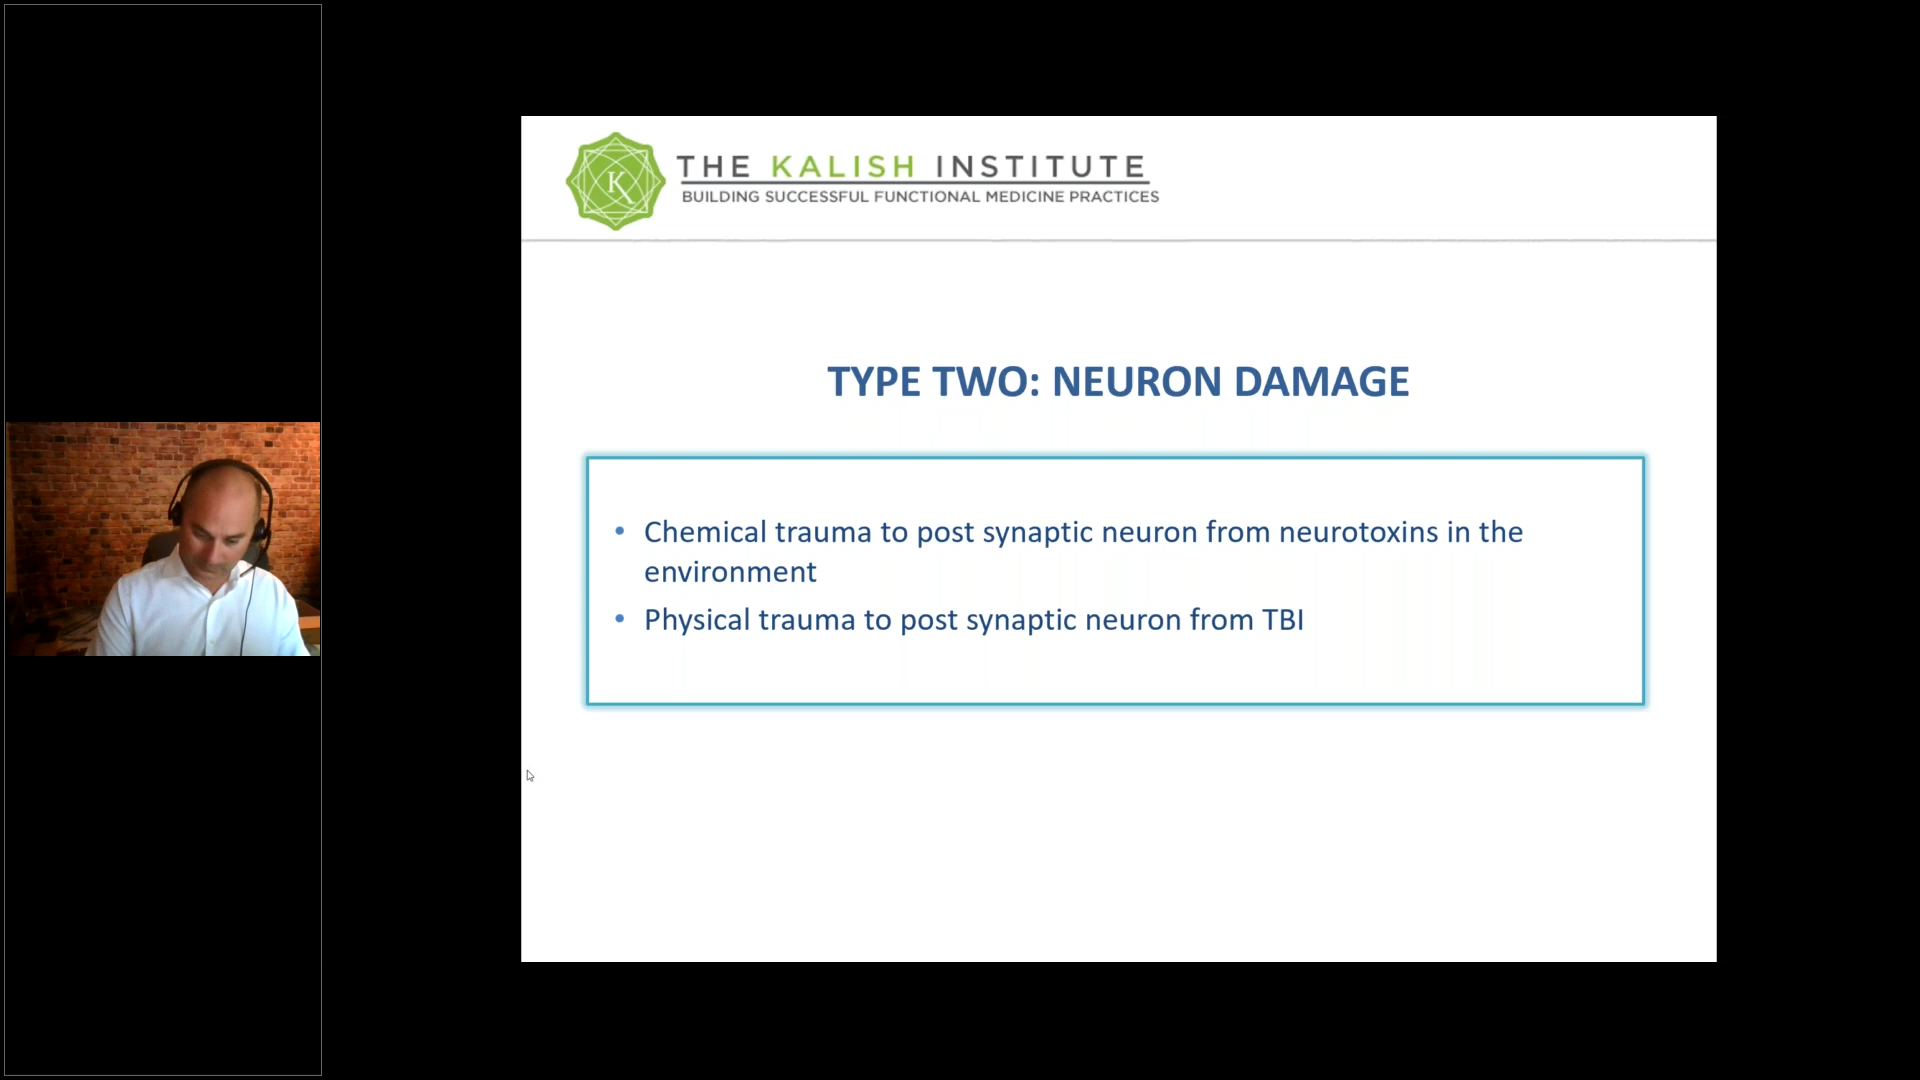 K
THE KALISH INSTITUTE
BUILDING SUCCESSFUL FUNCTIONAL MEDICINE PRACTICES
TYPE TWO: NEURON DAMAGE
• Chemical trauma to post synaptic neuron from neurotoxins in the
environment
• Physical trauma to post synaptic neuron from TBI